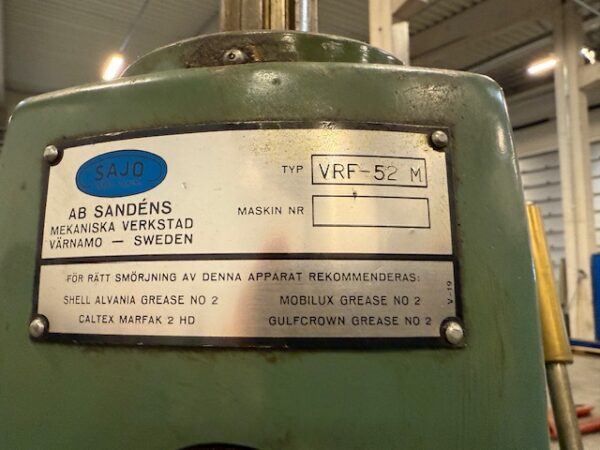 SAJO
TYP VRF-52 M
AB SANDÉNS
MEKANISKA VERKSTAD
VÄRNAMO — SWEDEN
MASKIN NR
FÖR RÄTT SMÖRJNING AV DENNA APPARAT REKOMMENDERAS:
SHELL ALVANIA GREASE NO 2
MOBILUX GREASE NO 2
CALTEX MARFAK 2 HD
GULFCROWN GREASE NO 2
V-19